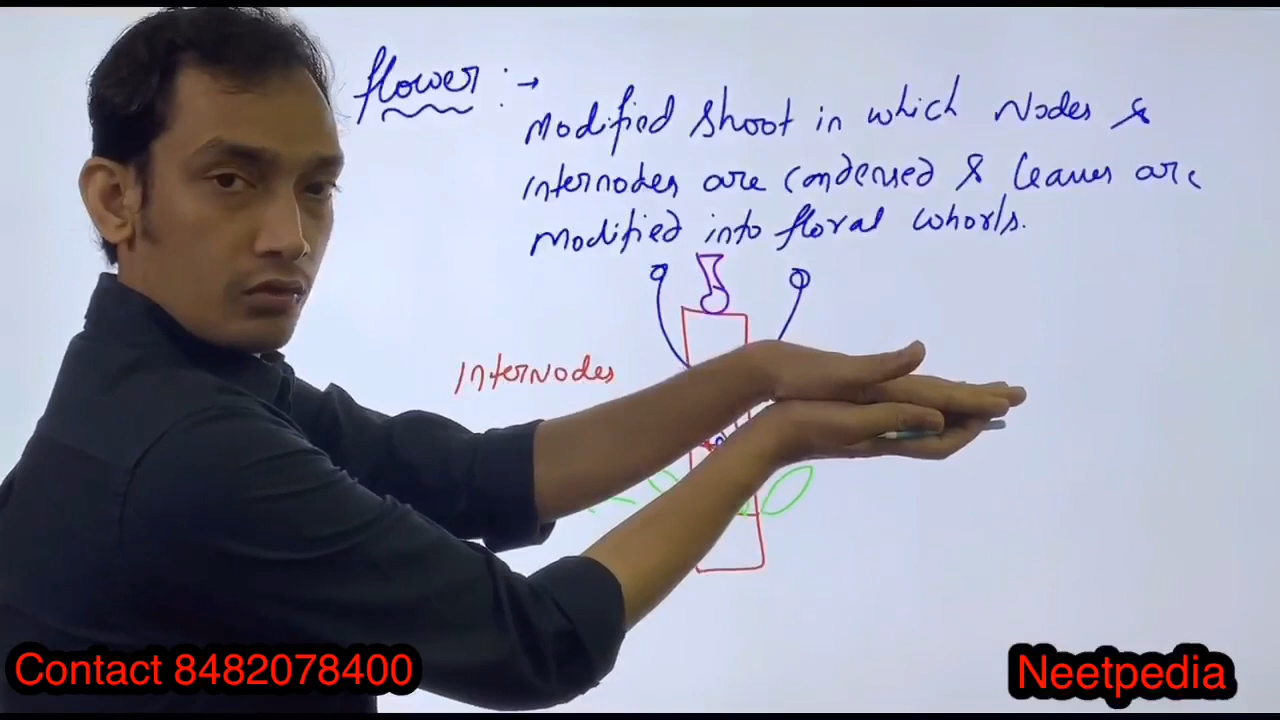 flower :→
Modified shoot in which Nodes &
internodes are condensed & leaves are
modified into floral whorls.
Internodes
Contact 8482078400
Neetpedia